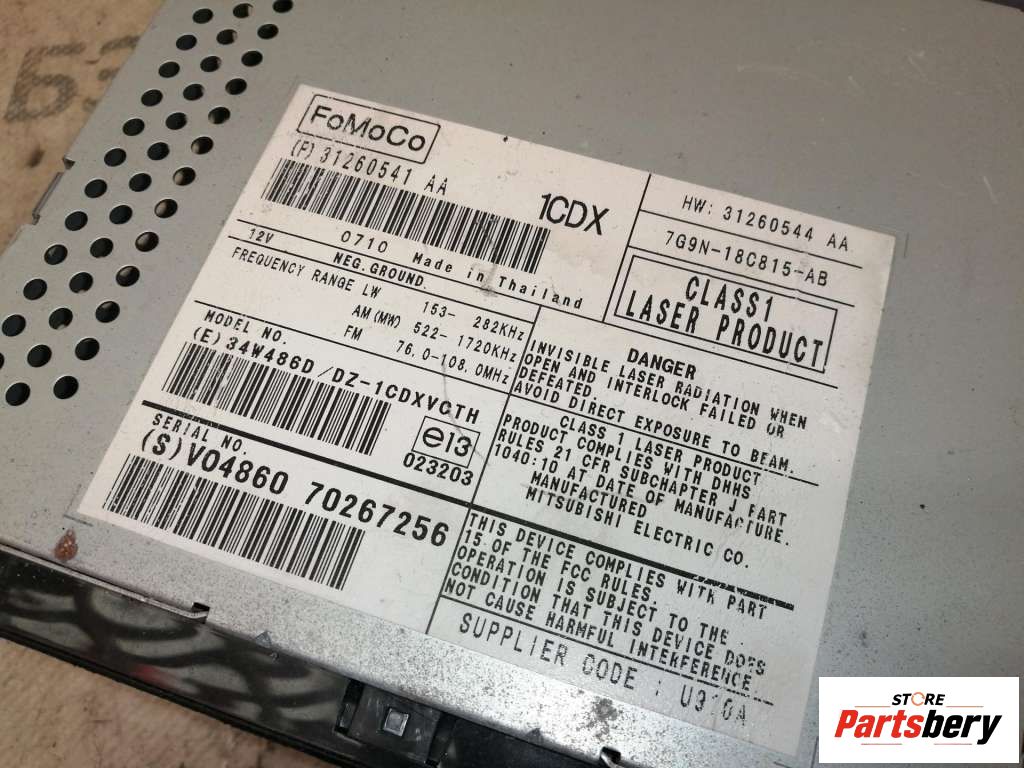 FoMoCo
(P) 31260541 AA
1CDX
HW: 31260544 AA
7G9N-18C815-AB
12V 0710 Made in Thailand
NEG.GROUND.
FREQUENCY RANGE LW 153- 282KHz
AM(MW) 522- 1720KHz
FM 76.0-108.0MHz
CLASS1
LASER PRODUCT
MODEL NO.
(E)34W486D/DZ-1CDXVCTH
e13
023203
SERIAL NO.
(S)V04860 70267256
DANGER
INVISIBLE LASER RADIATION WHEN
OPEN AND INTERLOCK FAILED OR
DEFEATED.
AVOID DIRECT EXPOSURE TO BEAM.
CLASS 1 LASER PRODUCT
PRODUCT COMPLIES WITH DHHS
RULES 21 CFR SUBCHAPTER J PART
1040:10 AT DATE OF MANUFACTURE.
MANUFACTURED
MITSUBISHI ELECTRIC CO.
THIS DEVICE COMPLIES WITH PART
15 OF THE FCC RULES.
OPERATION IS SUBJECT TO THE
CONDITION THAT THIS DEVICE DOES
NOT CAUSE HARMFUL INTERFERENCE.
SUPPLIER CODE : U310A
STORE
Partsbery